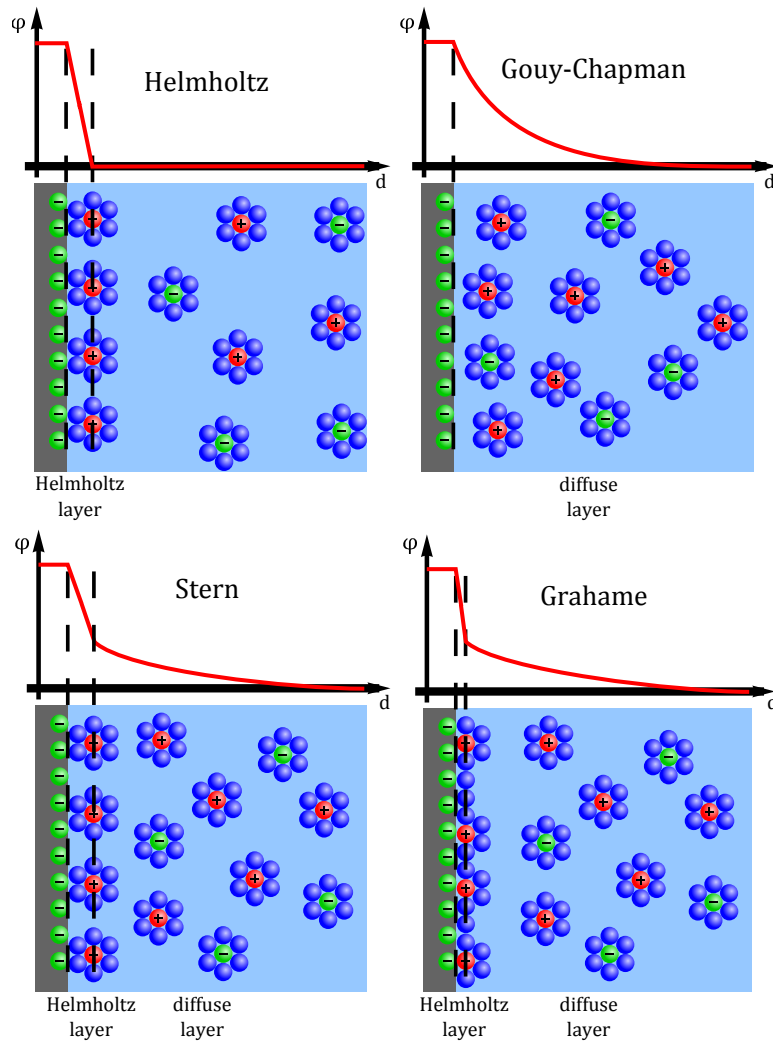 φ
Helmholtz
d
Helmholtz
layer
Gouy-Chapman
d
diffuse
layer
φ
Stern
d
Helmholtz
layer
diffuse
layer
φ
Grahame
d
Helmholtz
layer
diffuse
layer